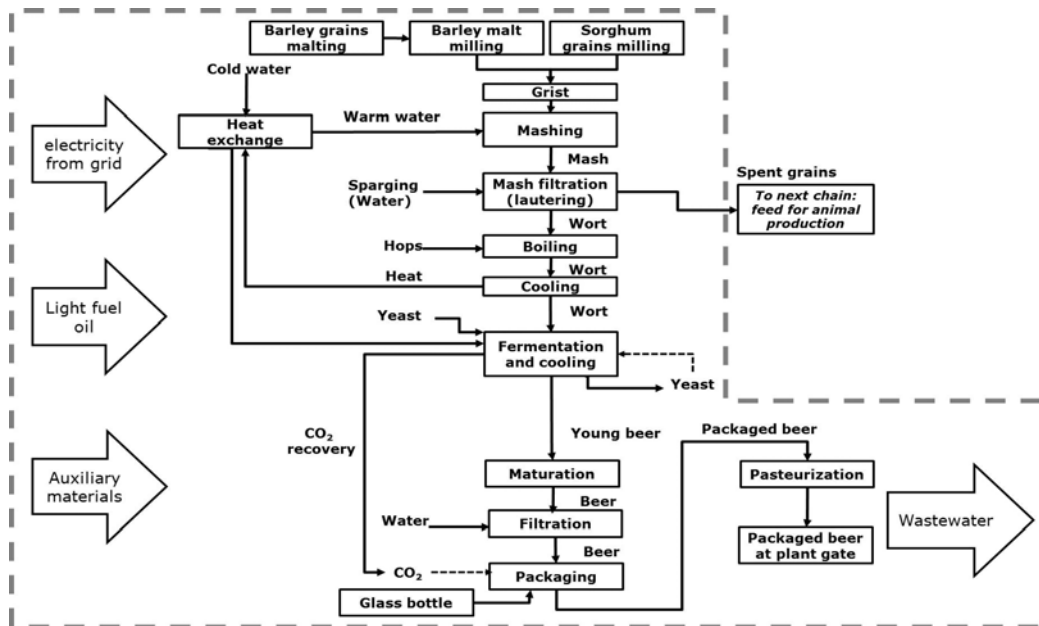 Barley grains
malting
Barley malt
milling
Sorghum
grains milling
Cold water
Grist
electricity
from grid
Heat
exchange
Warm water
Mashing
Mash
Spent grains
Sparging
(Water)
Mash filtration
(lautering)
To next chain:
feed for animal
production
Wort
Hops
Boiling
Heat
Wort
Cooling
Light fuel
oil
Yeast
Wort
Fermentation
and cooling
Yeast
CO2
recovery
Young beer
Packaged beer
Auxiliary
materials
Maturation
Pasteurization
Beer
Water
Filtration
Wastewater
Beer
Packaged beer
at plant gate
CO2
Packaging
Glass bottle